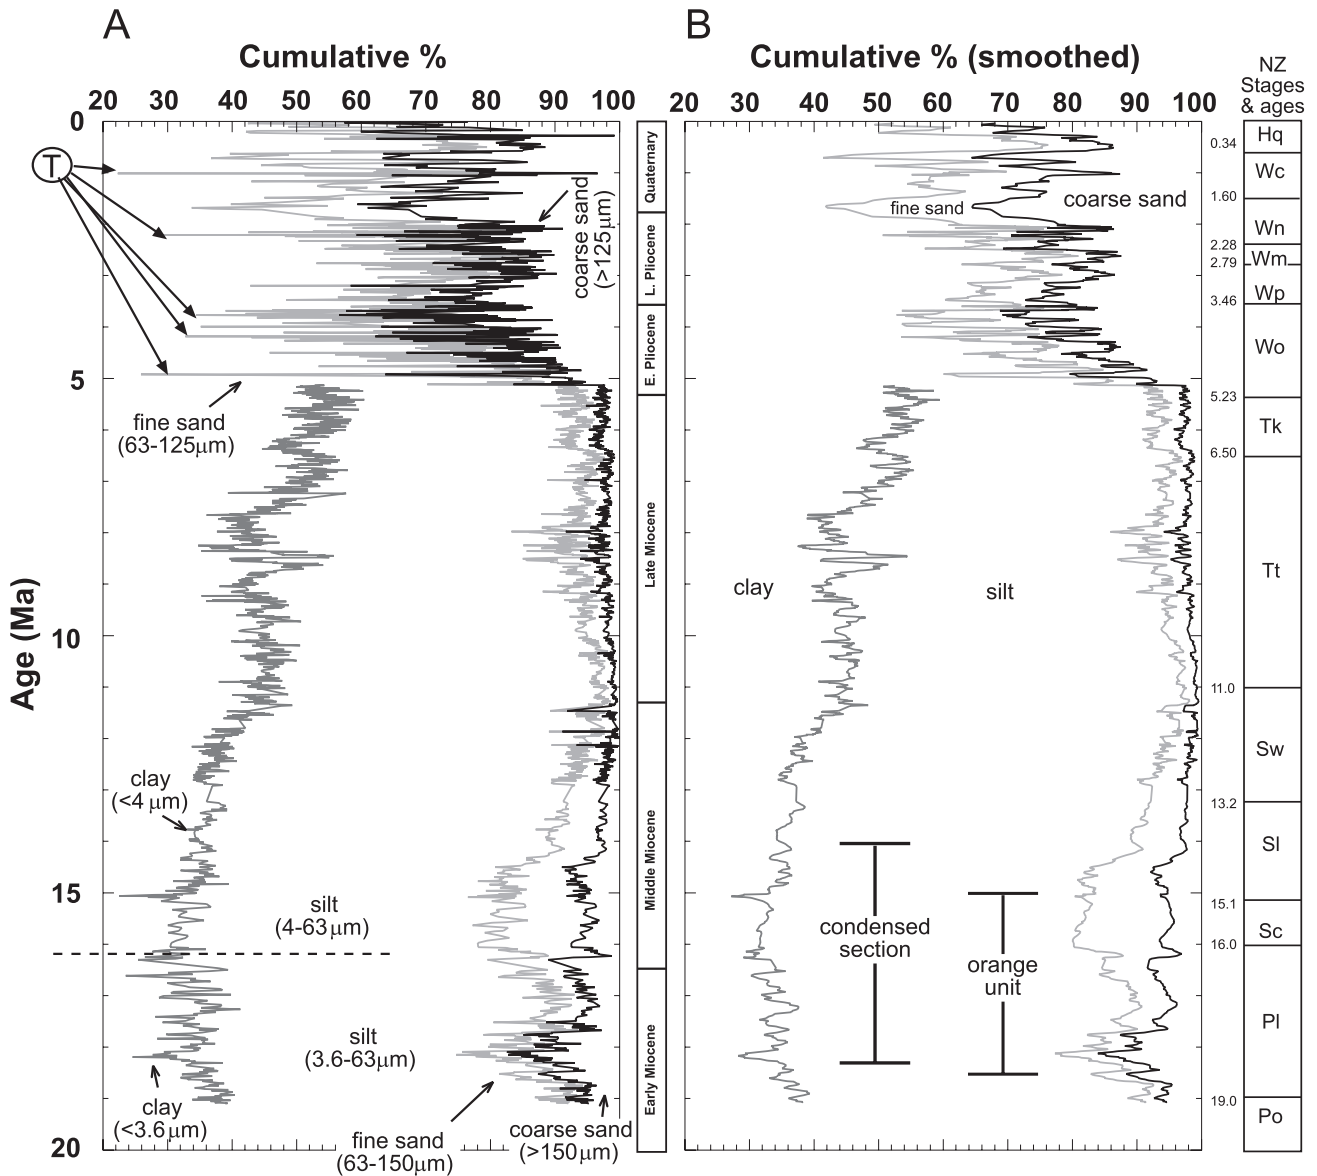 A
Cumulative %
20 30 40 50 60 70 80 90 100
0
5
10
15
20
Age (Ma)
T
coarse sand
(>125µm)
fine sand
(63-125µm)
clay
(<4 µm)
silt
(4-63µm)
silt
(3.6-63µm)
clay
(<3.6µm)
fine sand
(63-150µm)
coarse sand
(>150µm)
Quaternary
L. Pliocene
E. Pliocene
Late Miocene
Middle Miocene
Early Miocene
B
Cumulative % (smoothed)
20 30 40 50 60 70 80 90 100
fine sand
coarse sand
clay
silt
condensed
section
orange
unit
NZ
Stages
& ages
Hq
0.34
Wc
1.60
Wn
2.28
Wm
2.79
Wp
3.46
Wo
5.23
Tk
6.50
Tt
11.0
Sw
13.2
Sl
15.1
Sc
16.0
Pl
19.0
Po